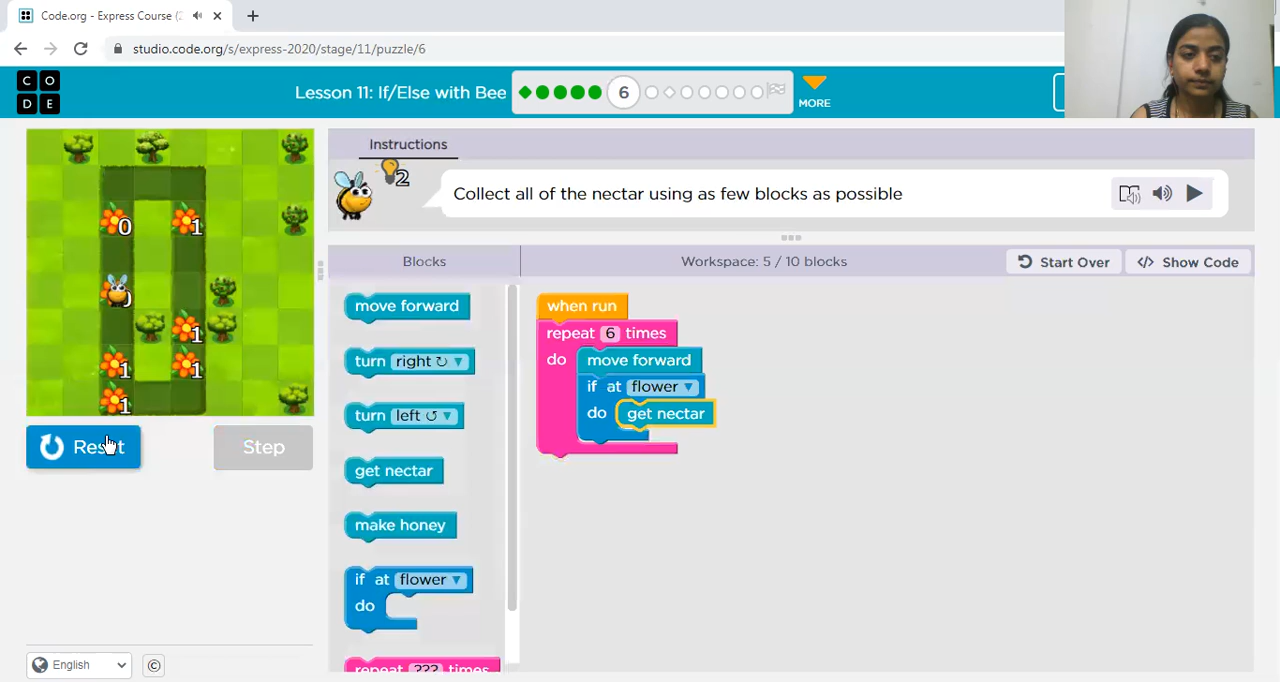 Code.org - Express Course (2
studio.code.org/s/express-2020/stage/11/puzzle/6
C O
D E
Lesson 11: If/Else with Bee
6
MORE
Instructions
2
Collect all of the nectar using as few blocks as possible
Blocks
Workspace: 5 / 10 blocks
Start Over
</> Show Code
0 1
0
1
1 1
1
move forward
turn right ↻ ▼
turn left ↺ ▼
get nectar
make honey
if at flower ▼
do
repeat ??? times
when run
repeat 6 times
do move forward
if at flower ▼
do get nectar
Reset
Step
English
©